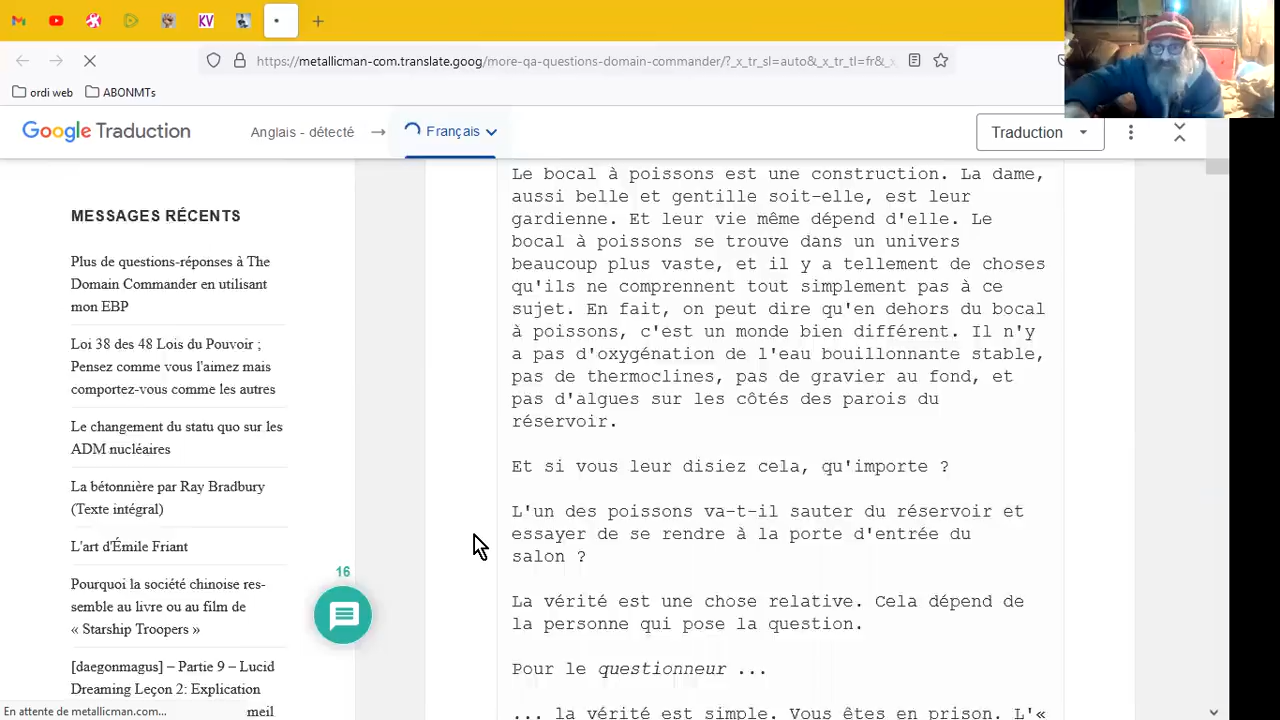 KV
https://metallicman-com.translate.goog/more-qa-questions-domain-commander/?_x_tr_sl=auto&_x_tr_tl=fr&_x
ordi web
ABONMTs
Google Traduction
Anglais - détecté
Français
Traduction
MESSAGES RÉCENTS
Plus de questions-réponses à The
Domain Commander en utilisant
mon EBP
Loi 38 des 48 Lois du Pouvoir ;
Pensez comme vous l'aimez mais
comportez-vous comme les autres
Le changement du statu quo sur les
ADM nucléaires
La bétonnière par Ray Bradbury
(Texte intégral)
L'art d'Émile Friant
Pourquoi la société chinoise res-
semble au livre ou au film de
« Starship Troopers »
[daegonmagus] – Partie 9 – Lucid
Dreaming Leçon 2: Explication
meil
En attente de metallicman.com...
16
Le bocal à poissons est une construction. La dame,
aussi belle et gentille soit-elle, est leur
gardienne. Et leur vie même dépend d'elle. Le
bocal à poissons se trouve dans un univers
beaucoup plus vaste, et il y a tellement de choses
qu'ils ne comprennent tout simplement pas à ce
sujet. En fait, on peut dire qu'en dehors du bocal
à poissons, c'est un monde bien différent. Il n'y
a pas d'oxygénation de l'eau bouillonnante stable,
pas de thermoclines, pas de gravier au fond, et
pas d'algues sur les côtés des parois du
réservoir.
Et si vous leur disiez cela, qu'importe ?
L'un des poissons va-t-il sauter du réservoir et
essayer de se rendre à la porte d'entrée du
salon ?
La vérité est une chose relative. Cela dépend de
la personne qui pose la question.
Pour le questionneur ...
... la vérité est simple. Vous êtes en prison. L'«